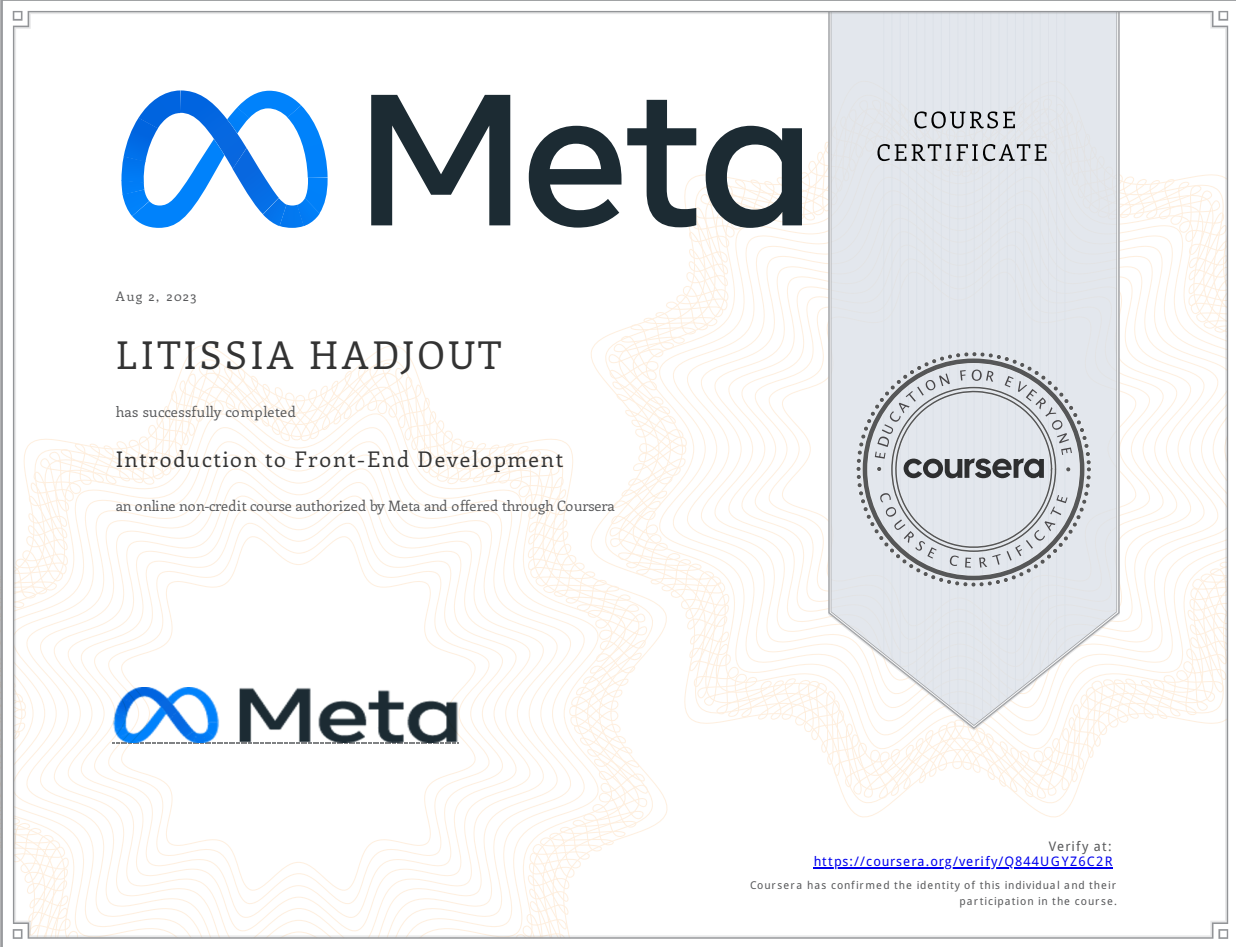 Meta
COURSE
CERTIFICATE
Aug 2, 2023
LITISSIA HADJOUT
has successfully completed
Introduction to Front-End Development
an online non-credit course authorized by Meta and offered through Coursera
EDUCATION FOR EVERYONE
coursera
COURSE CERTIFICATE
Meta
Verify at:
https://coursera.org/verify/Q844UGYZ6C2R
Coursera has confirmed the identity of this individual and their
participation in the course.